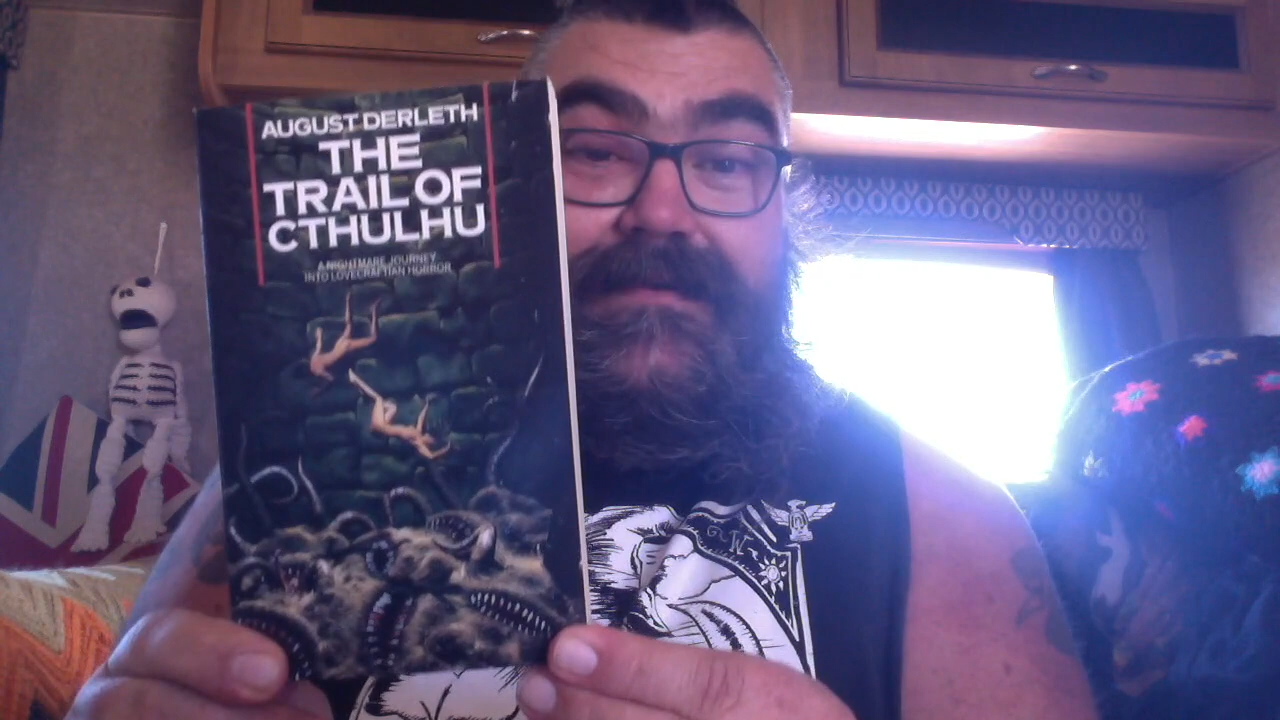 AUGUST DERLETH
THE
TRAIL OF
CTHULHU
A NIGHTMARE JOURNEY
INTO LOVECRAFTIAN HORROR